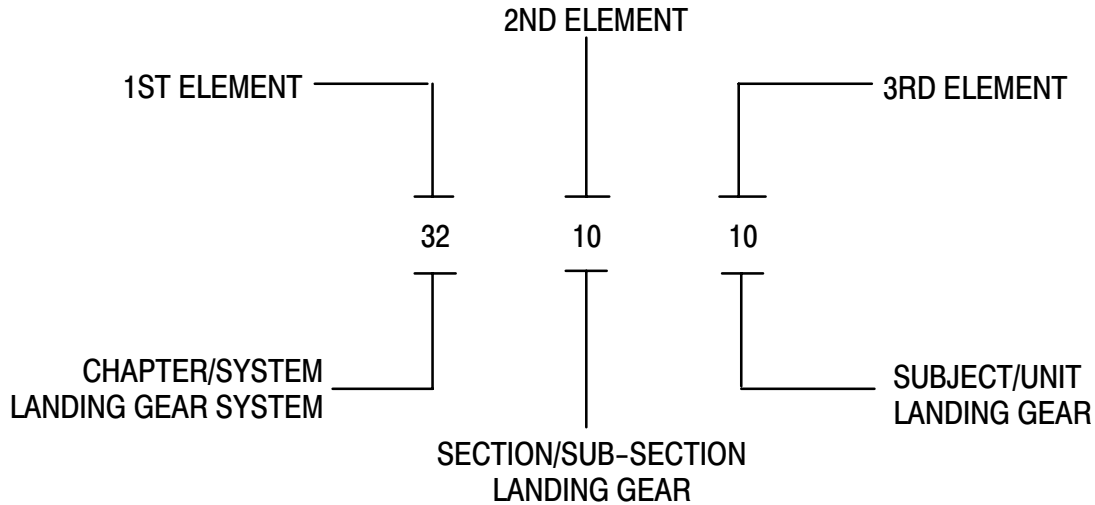 2ND ELEMENT
1ST ELEMENT
3RD ELEMENT
32
10
10
CHAPTER/SYSTEM
LANDING GEAR SYSTEM
SECTION/SUB-SECTION
LANDING GEAR
SUBJECT/UNIT
LANDING GEAR